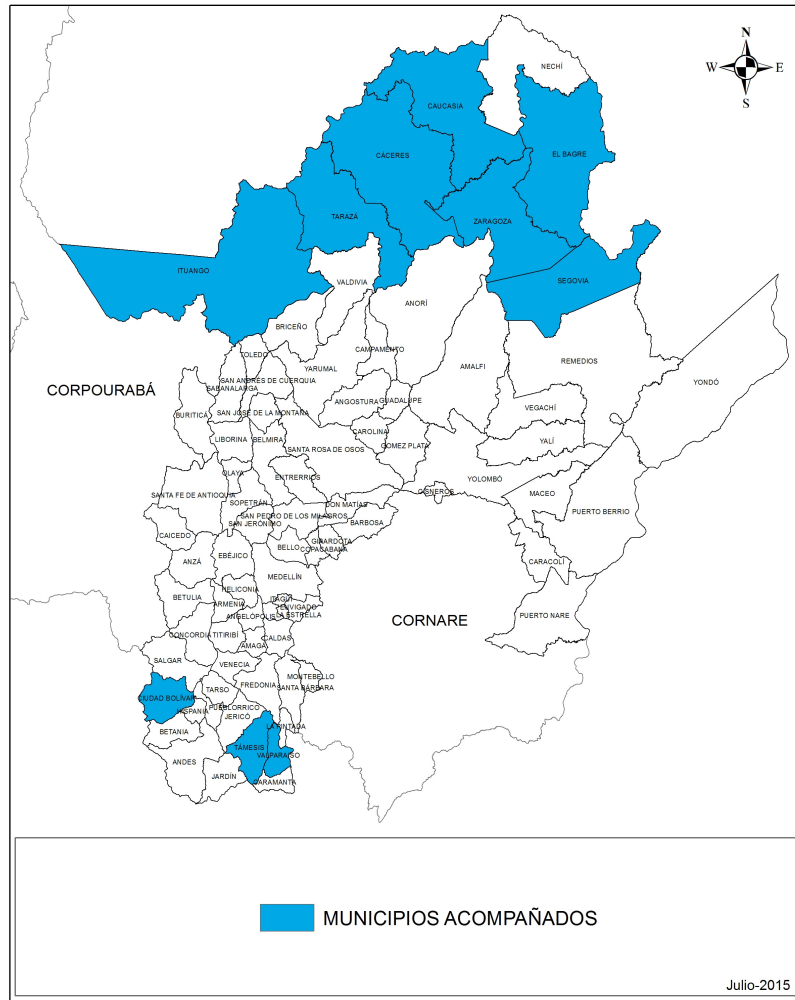 N
NECHÍ
W
E
S
CAUCASIA
CÁCERES
EL BAGRE
TARAZÁ
ZARAGOZA
ITUANGO
SEGOVIA
VALDIVIA
ANORÍ
BRICEÑO
CAMPAMENTO
TOLEDO
REMEDIOS
YARUMAL
AMALFI
SAN ANDRES DE CUERQUIA
YONDÓ
CORPOURABÁ
SABANALARGA
ANGOSTURA
GUADALUPE
VEGACHÍ
BURITICÁ
SAN JOSÉ DE LA MONTAÑA
CAROLINA
LIBORINA
BELMIRA
YALÍ
GOMEZ PLATA
SANTA ROSA DE OSOS
OLAYA
ENTRERRIOS
YOLOMBÓ
CISNEROS
MACEO
SANTA FE DE ANTIOQUIA
SOPETRÁN
DON MATÍAS
PUERTO BERRIO
SAN PEDRO DE LOS MILAGROS
SAN JERÓNIMO
BARBOSA
CAICEDO
GIRARDOTA
BELLO
COPACABANA
EBÉJICO
ANZÁ
CARACOLÍ
MEDELLÍN
HELICONIA
BETULIA
ITAGUI
ARMENIA
ENVIGADO
ANGELÓPOLIS
LA ESTRELLA
PUERTO NARE
CORNARE
CONCORDIA
TITIRIBÍ
CALDAS
AMAGA
SALGAR
VENECIA
MONTEBELLO
FREDONIA
SANTA BÁRBARA
TARSO
CIUDAD BOLÍVAR
PUEBLORRICO
HISPANIA
JERICÓ
LA PINTADA
BETANIA
TÁMESIS
VALPARAISO
ANDES
JARDÍN
CARAMANTA
MUNICIPIOS ACOMPAÑADOS
Julio-2015